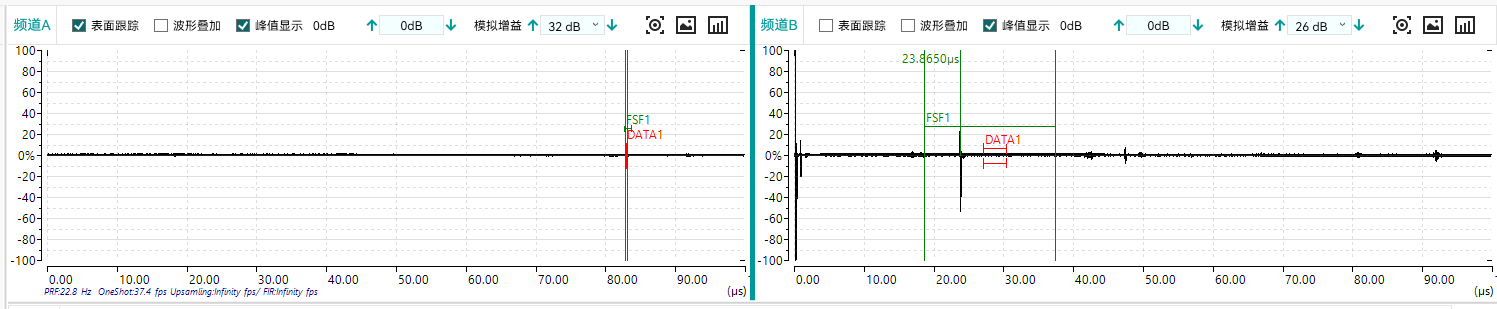 频道A 表面跟踪 波形叠加 峰值显示 0dB 0dB 模拟增益 32 dB
100
80
60
40
20
0%
-20
-40
-60
-80
-100
FSF1
DATA1
0.00 10.00 20.00 30.00 40.00 50.00 60.00 70.00 80.00 90.00
PRF:22.8 Hz OneShot:37.4 fps Upsamling:Infinity fps/ FIR:Infinity fps
(μs)
频道B 表面跟踪 波形叠加 峰值显示 0dB 0dB 模拟增益 26 dB
100
80
60
40
20
0%
-20
-40
-60
-80
-100
23.8650μs
FSF1
DATA1
0.00 10.00 20.00 30.00 40.00 50.00 60.00 70.00 80.00 90.00
(μs)